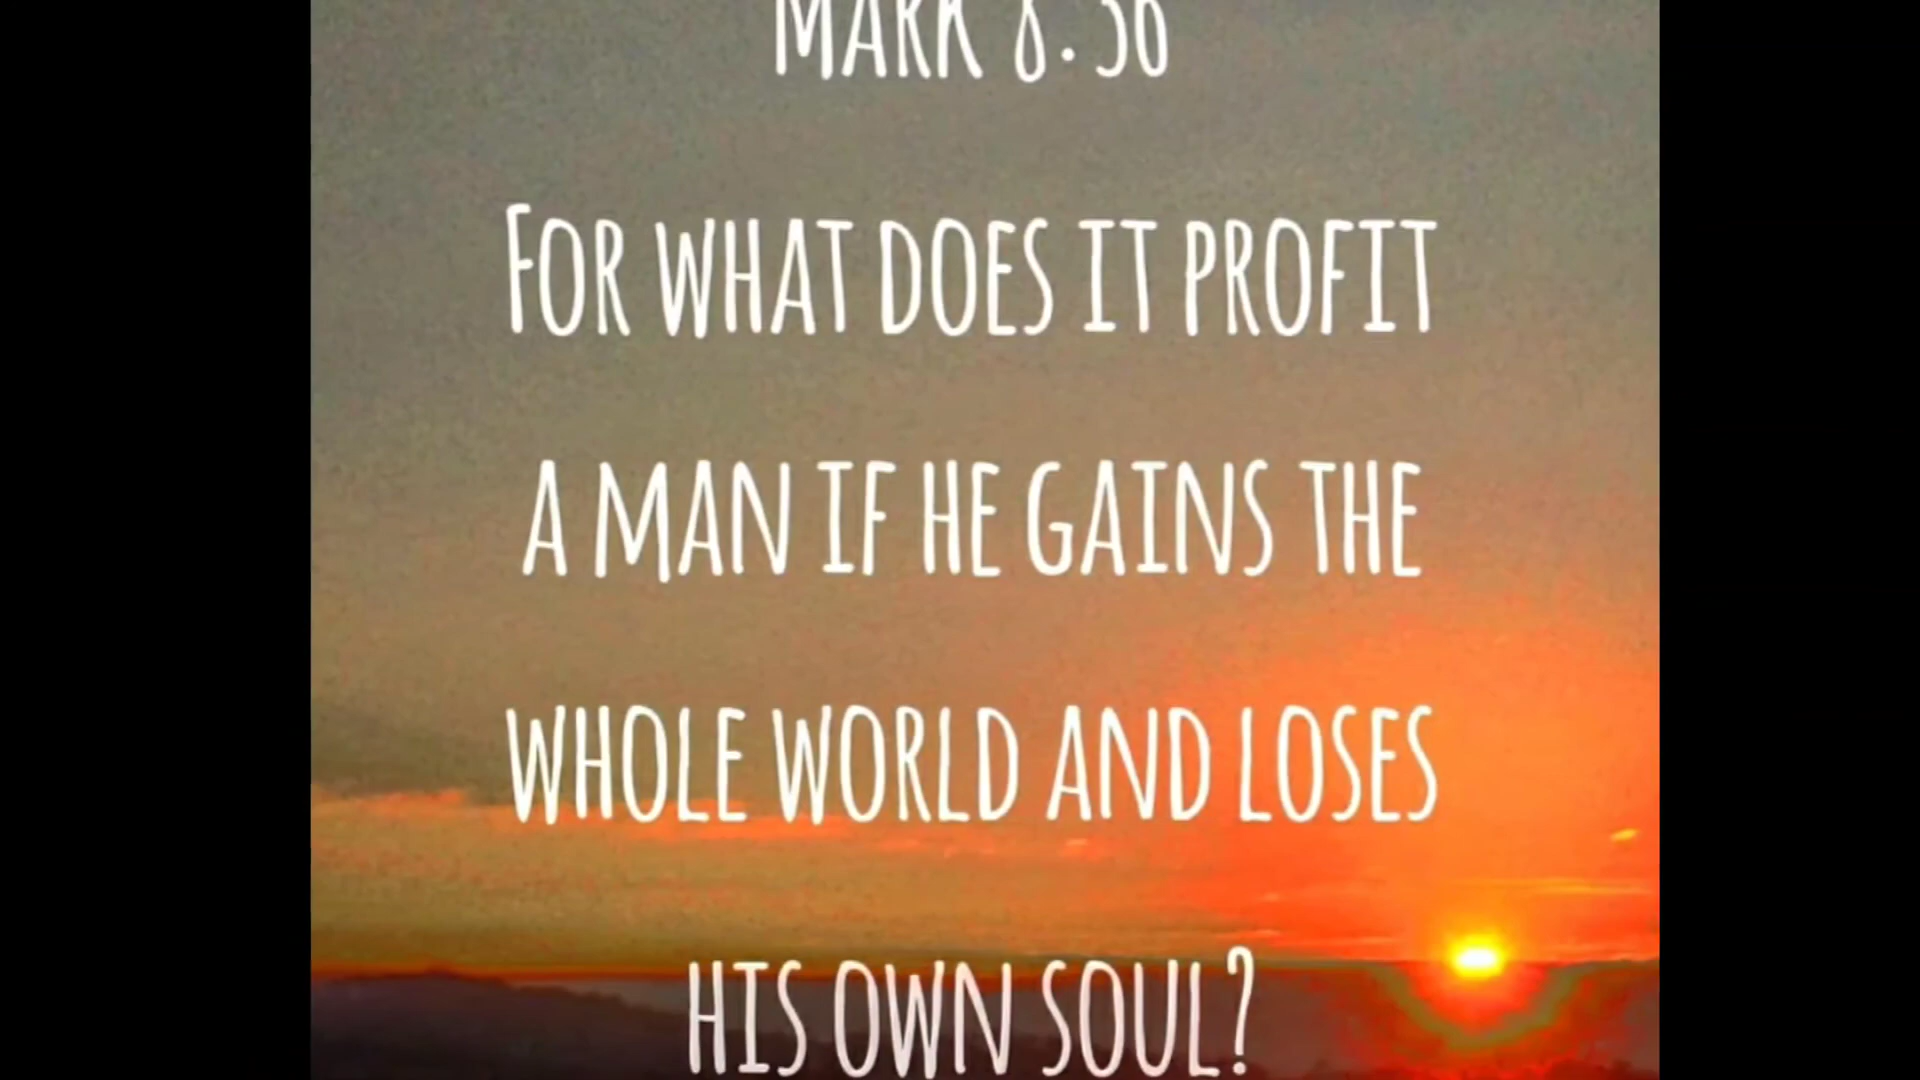 MARK 8:36
FOR WHAT DOES IT PROFIT
A MAN IF HE GAINS THE
WHOLE WORLD AND LOSES
HIS OWN SOUL?